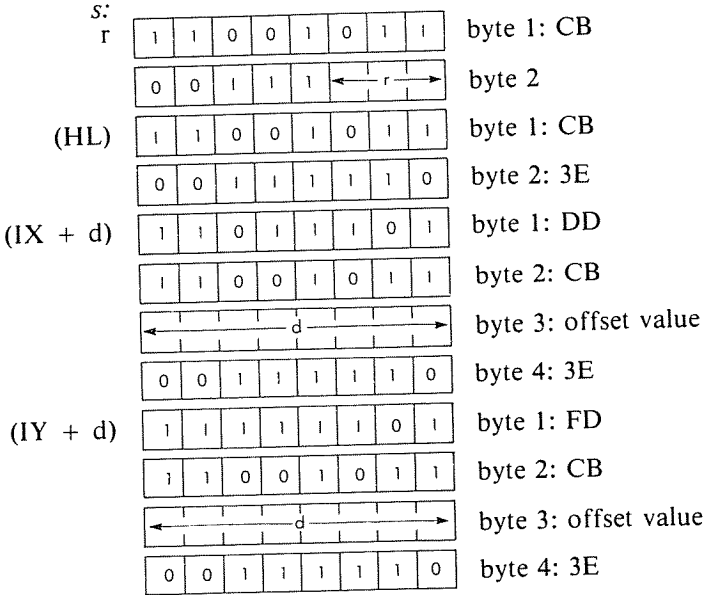 s:
r 1 1 0 0 1 0 1 1 byte 1: CB
0 0 1 1 1 r byte 2
(HL) 1 1 0 0 1 0 1 1 byte 1: CB
0 0 1 1 1 1 1 0 byte 2: 3E
(IX + d) 1 1 0 1 1 1 0 1 byte 1: DD
1 1 0 0 1 0 1 1 byte 2: CB
d byte 3: offset value
0 0 1 1 1 1 1 0 byte 4: 3E
(IY + d) 1 1 1 1 1 1 0 1 byte 1: FD
1 1 0 0 1 0 1 1 byte 2: CB
d byte 3: offset value
0 0 1 1 1 1 1 0 byte 4: 3E